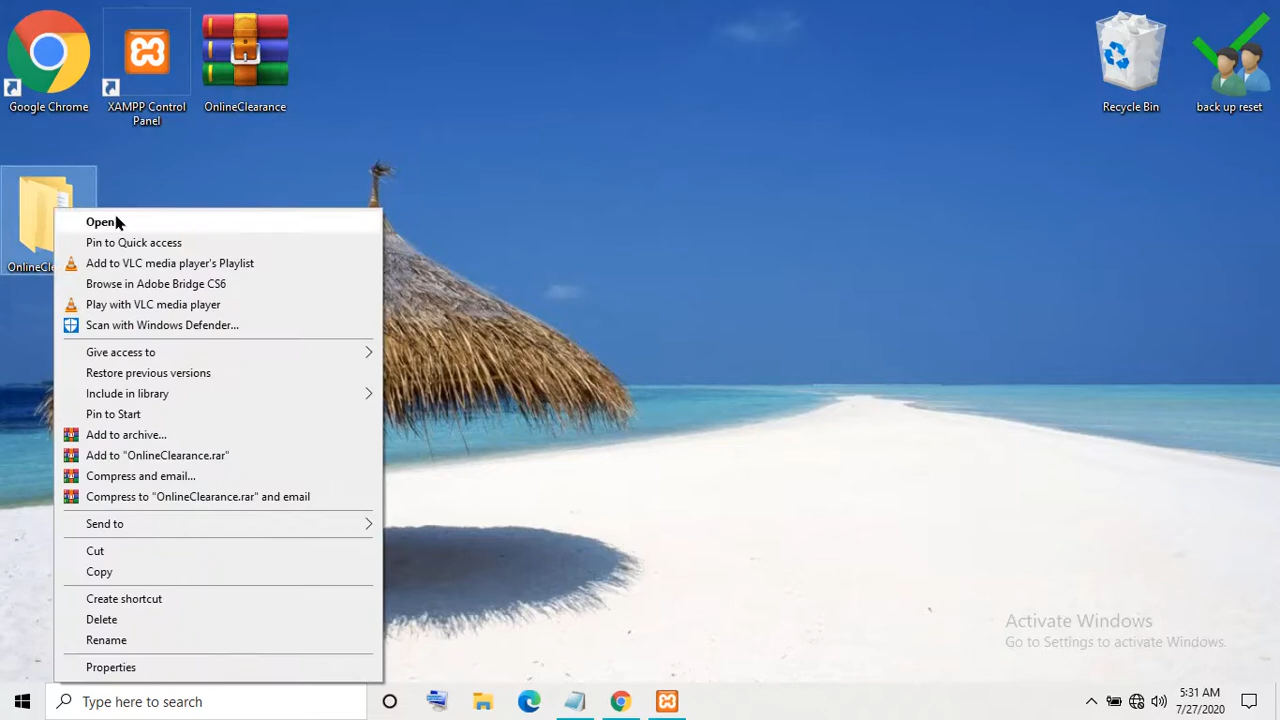 Google Chrome
XAMPP Control
Panel
OnlineClearance
Recycle Bin
back up reset
Open
Pin to Quick access
Add to VLC media player's Playlist
Browse in Adobe Bridge CS6
Play with VLC media player
Scan with Windows Defender...
Give access to
Restore previous versions
Include in library
Pin to Start
Add to archive...
Add to "OnlineClearance.rar"
Compress and email...
Compress to "OnlineClearance.rar" and email
Send to
Cut
Copy
Create shortcut
Delete
Rename
Properties
Activate Windows
Go to Settings to activate Windows.
Type here to search
5:31 AM
7/27/2020